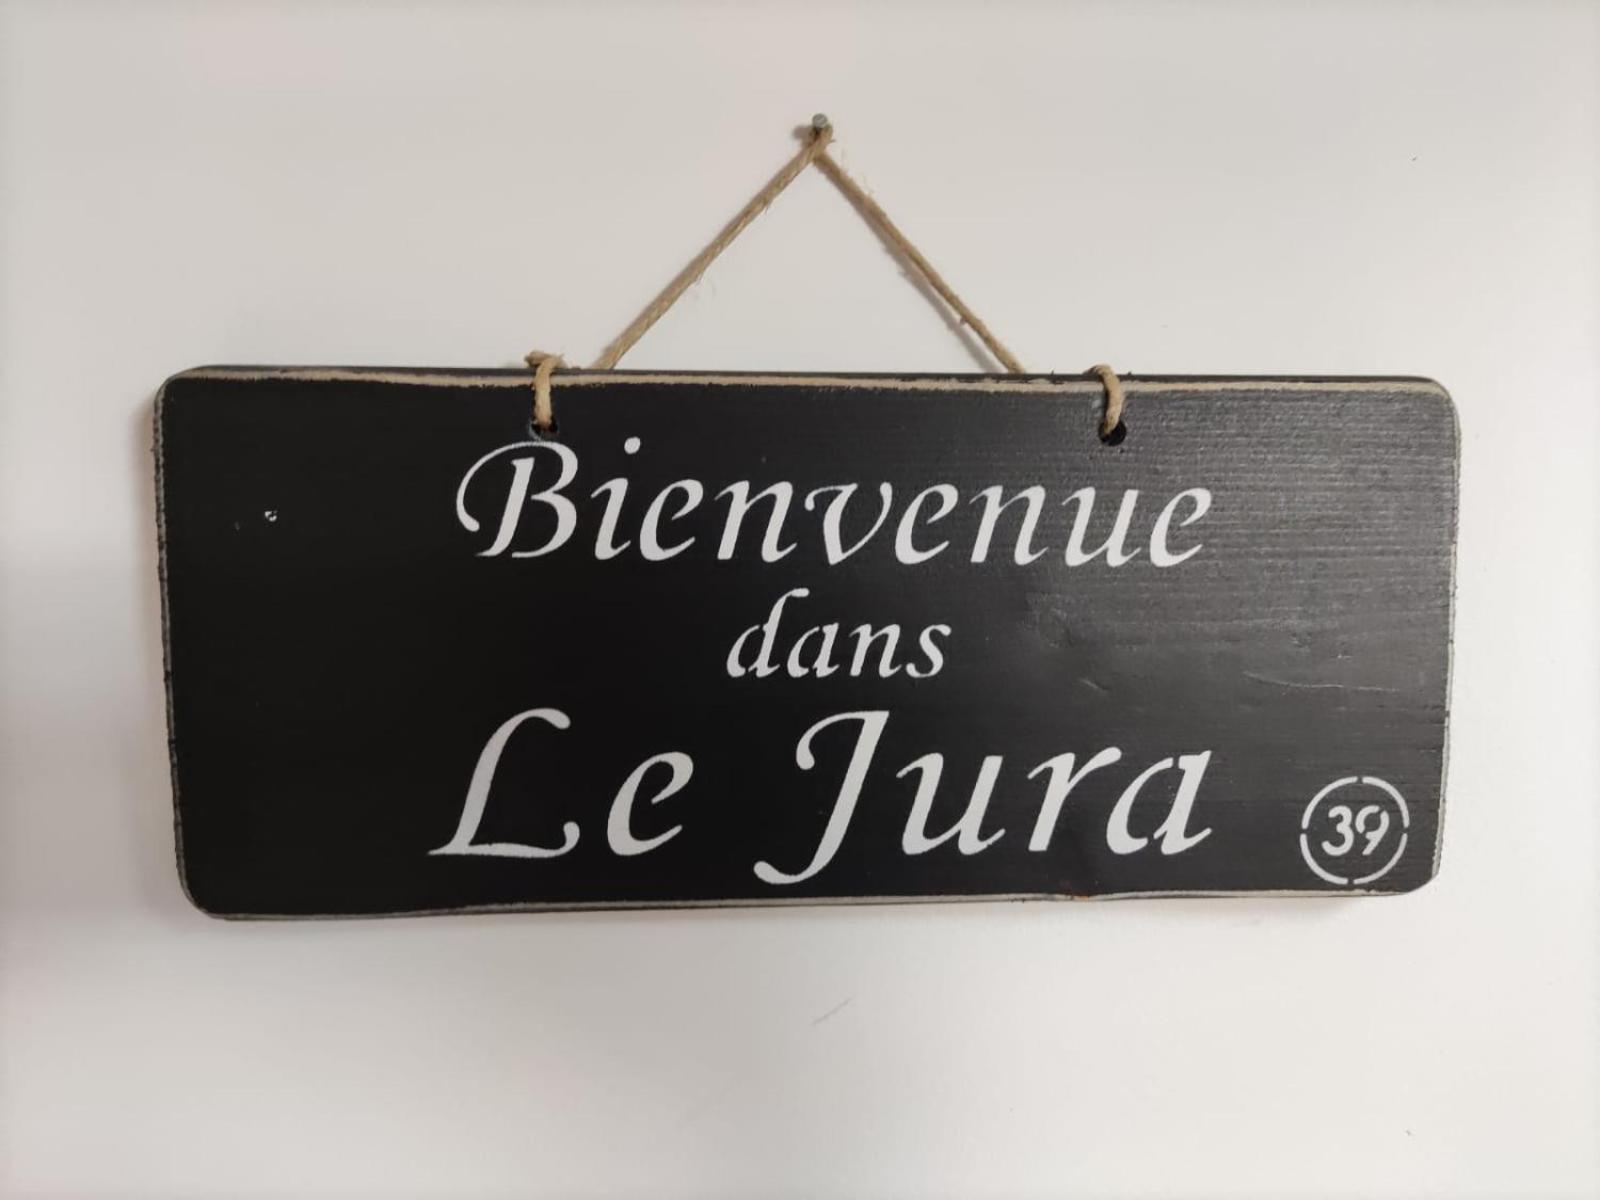 Bienvenue
dans
Le Jura
39